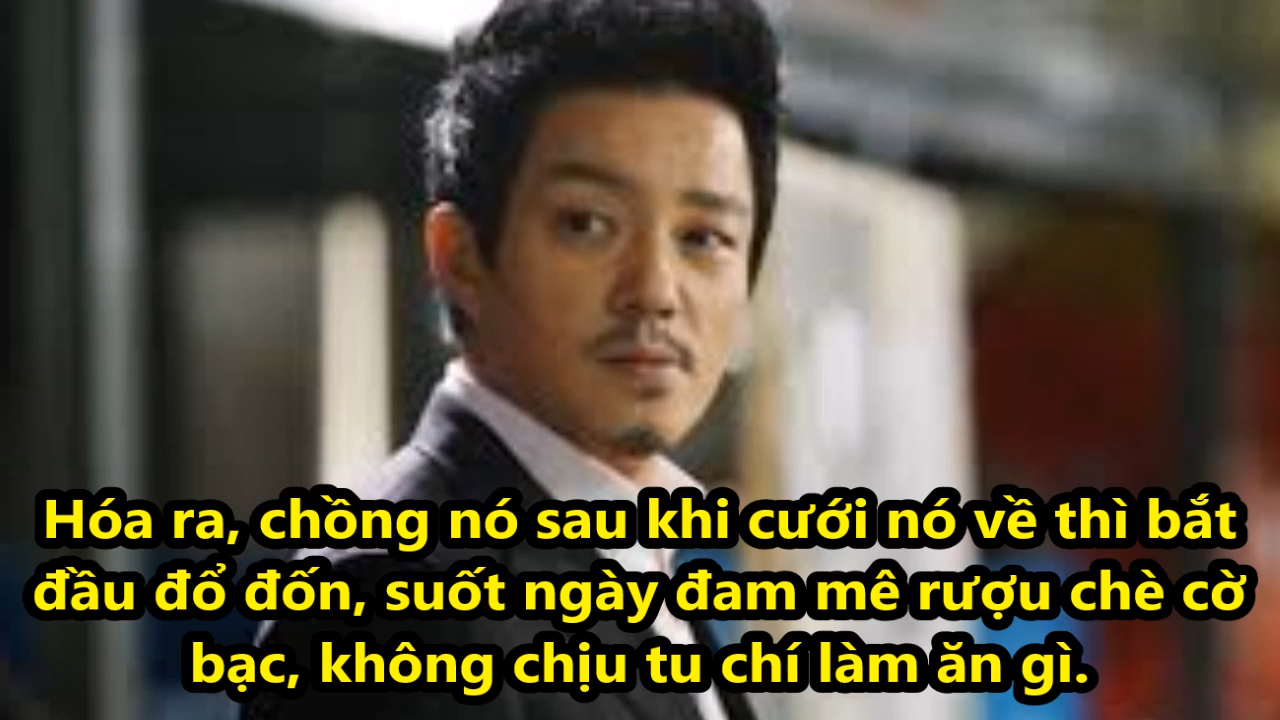 Hóa ra, chồng nó sau khi cưới nó về thì bắt
đầu đổ đốn, suốt ngày đam mê rượu chè cờ
bạc, không chịu tu chí làm ăn gì.